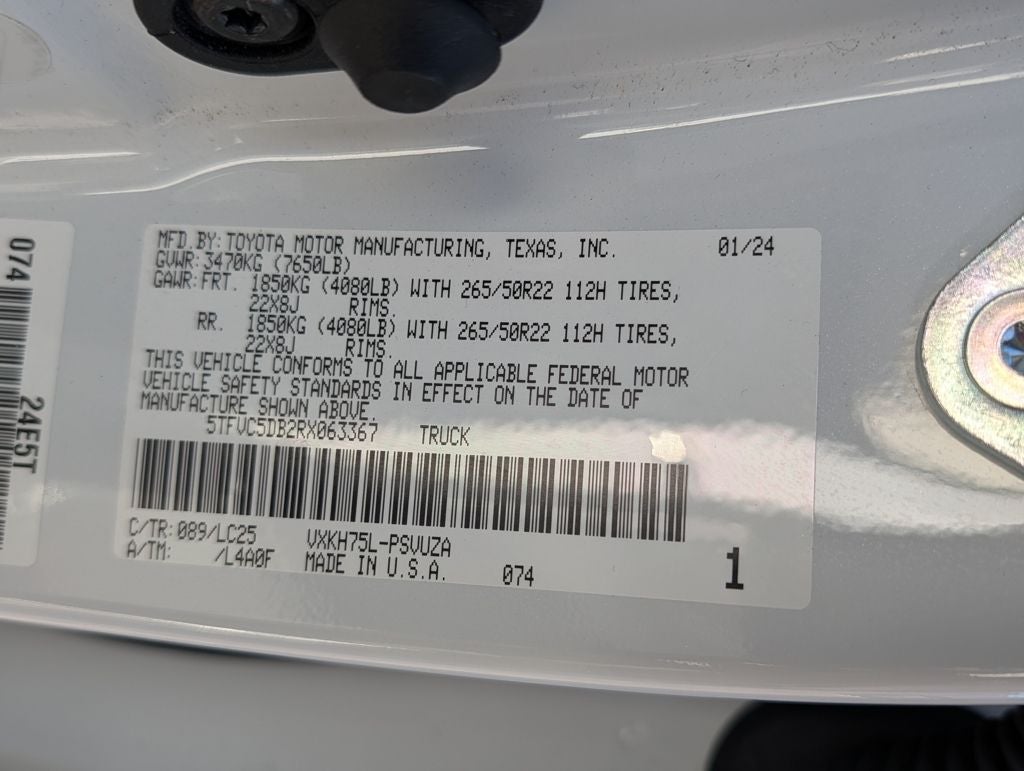 MFD. BY: TOYOTA MOTOR MANUFACTURING, TEXAS, INC. 01/24
GVWR: 3470KG (7650LB)
GAWR: FRT. 1850KG (4080LB) WITH 265/50R22 112H TIRES,
22X8J RIMS.
RR. 1850KG (4080LB) WITH 265/50R22 112H TIRES,
22X8J RIMS.
THIS VEHICLE CONFORMS TO ALL APPLICABLE FEDERAL MOTOR
VEHICLE SAFETY STANDARDS IN EFFECT ON THE DATE OF
MANUFACTURE SHOWN ABOVE.
5TFVC5DB2RX063367 TRUCK
C/TR: 089/LC25 VXKH75L-PSVUZA
A/TM: /L4A0F MADE IN U.S.A. 074 1
074 24E5T